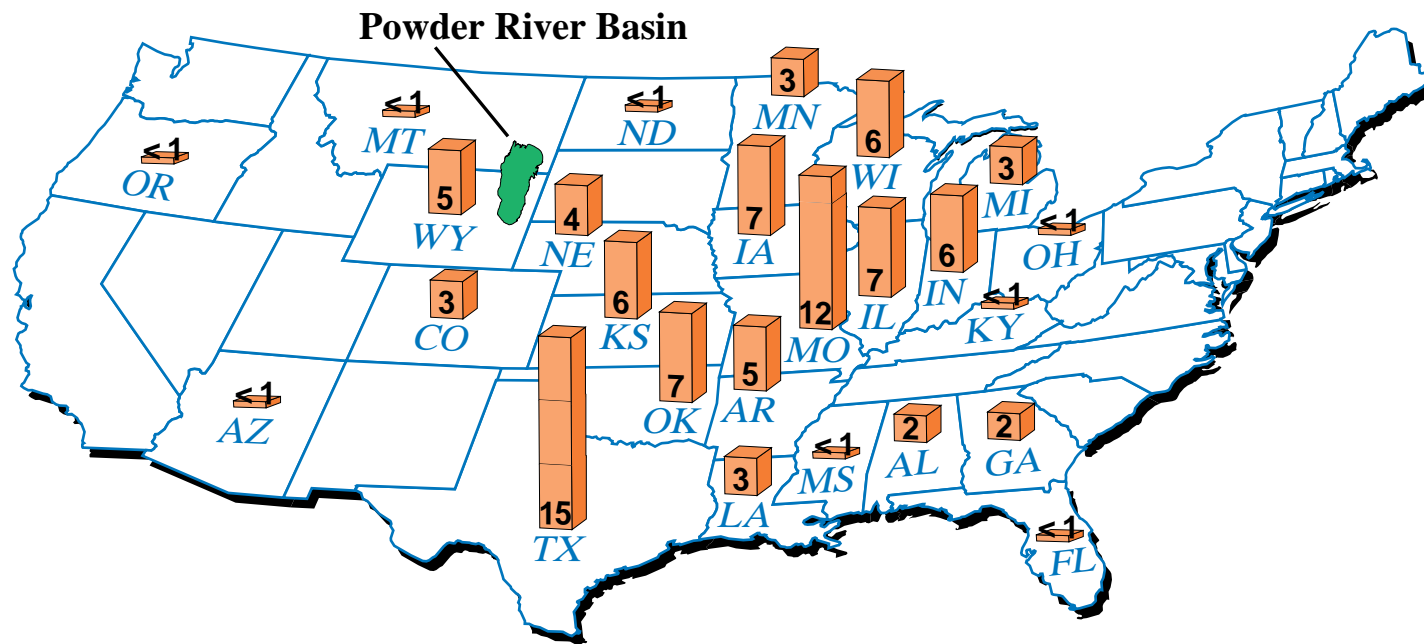 Powder River Basin
<1
MT
<1
ND
3
MN
6
WI
<1
OR
5
WY
4
NE
7
IA
3
MI
12
MO
7
IL
6
IN
<1
OH
3
CO
6
KS
<1
KY
15
TX
7
OK
5
AR
<1
AZ
3
LA
<1
MS
2
AL
2
GA
<1
FL